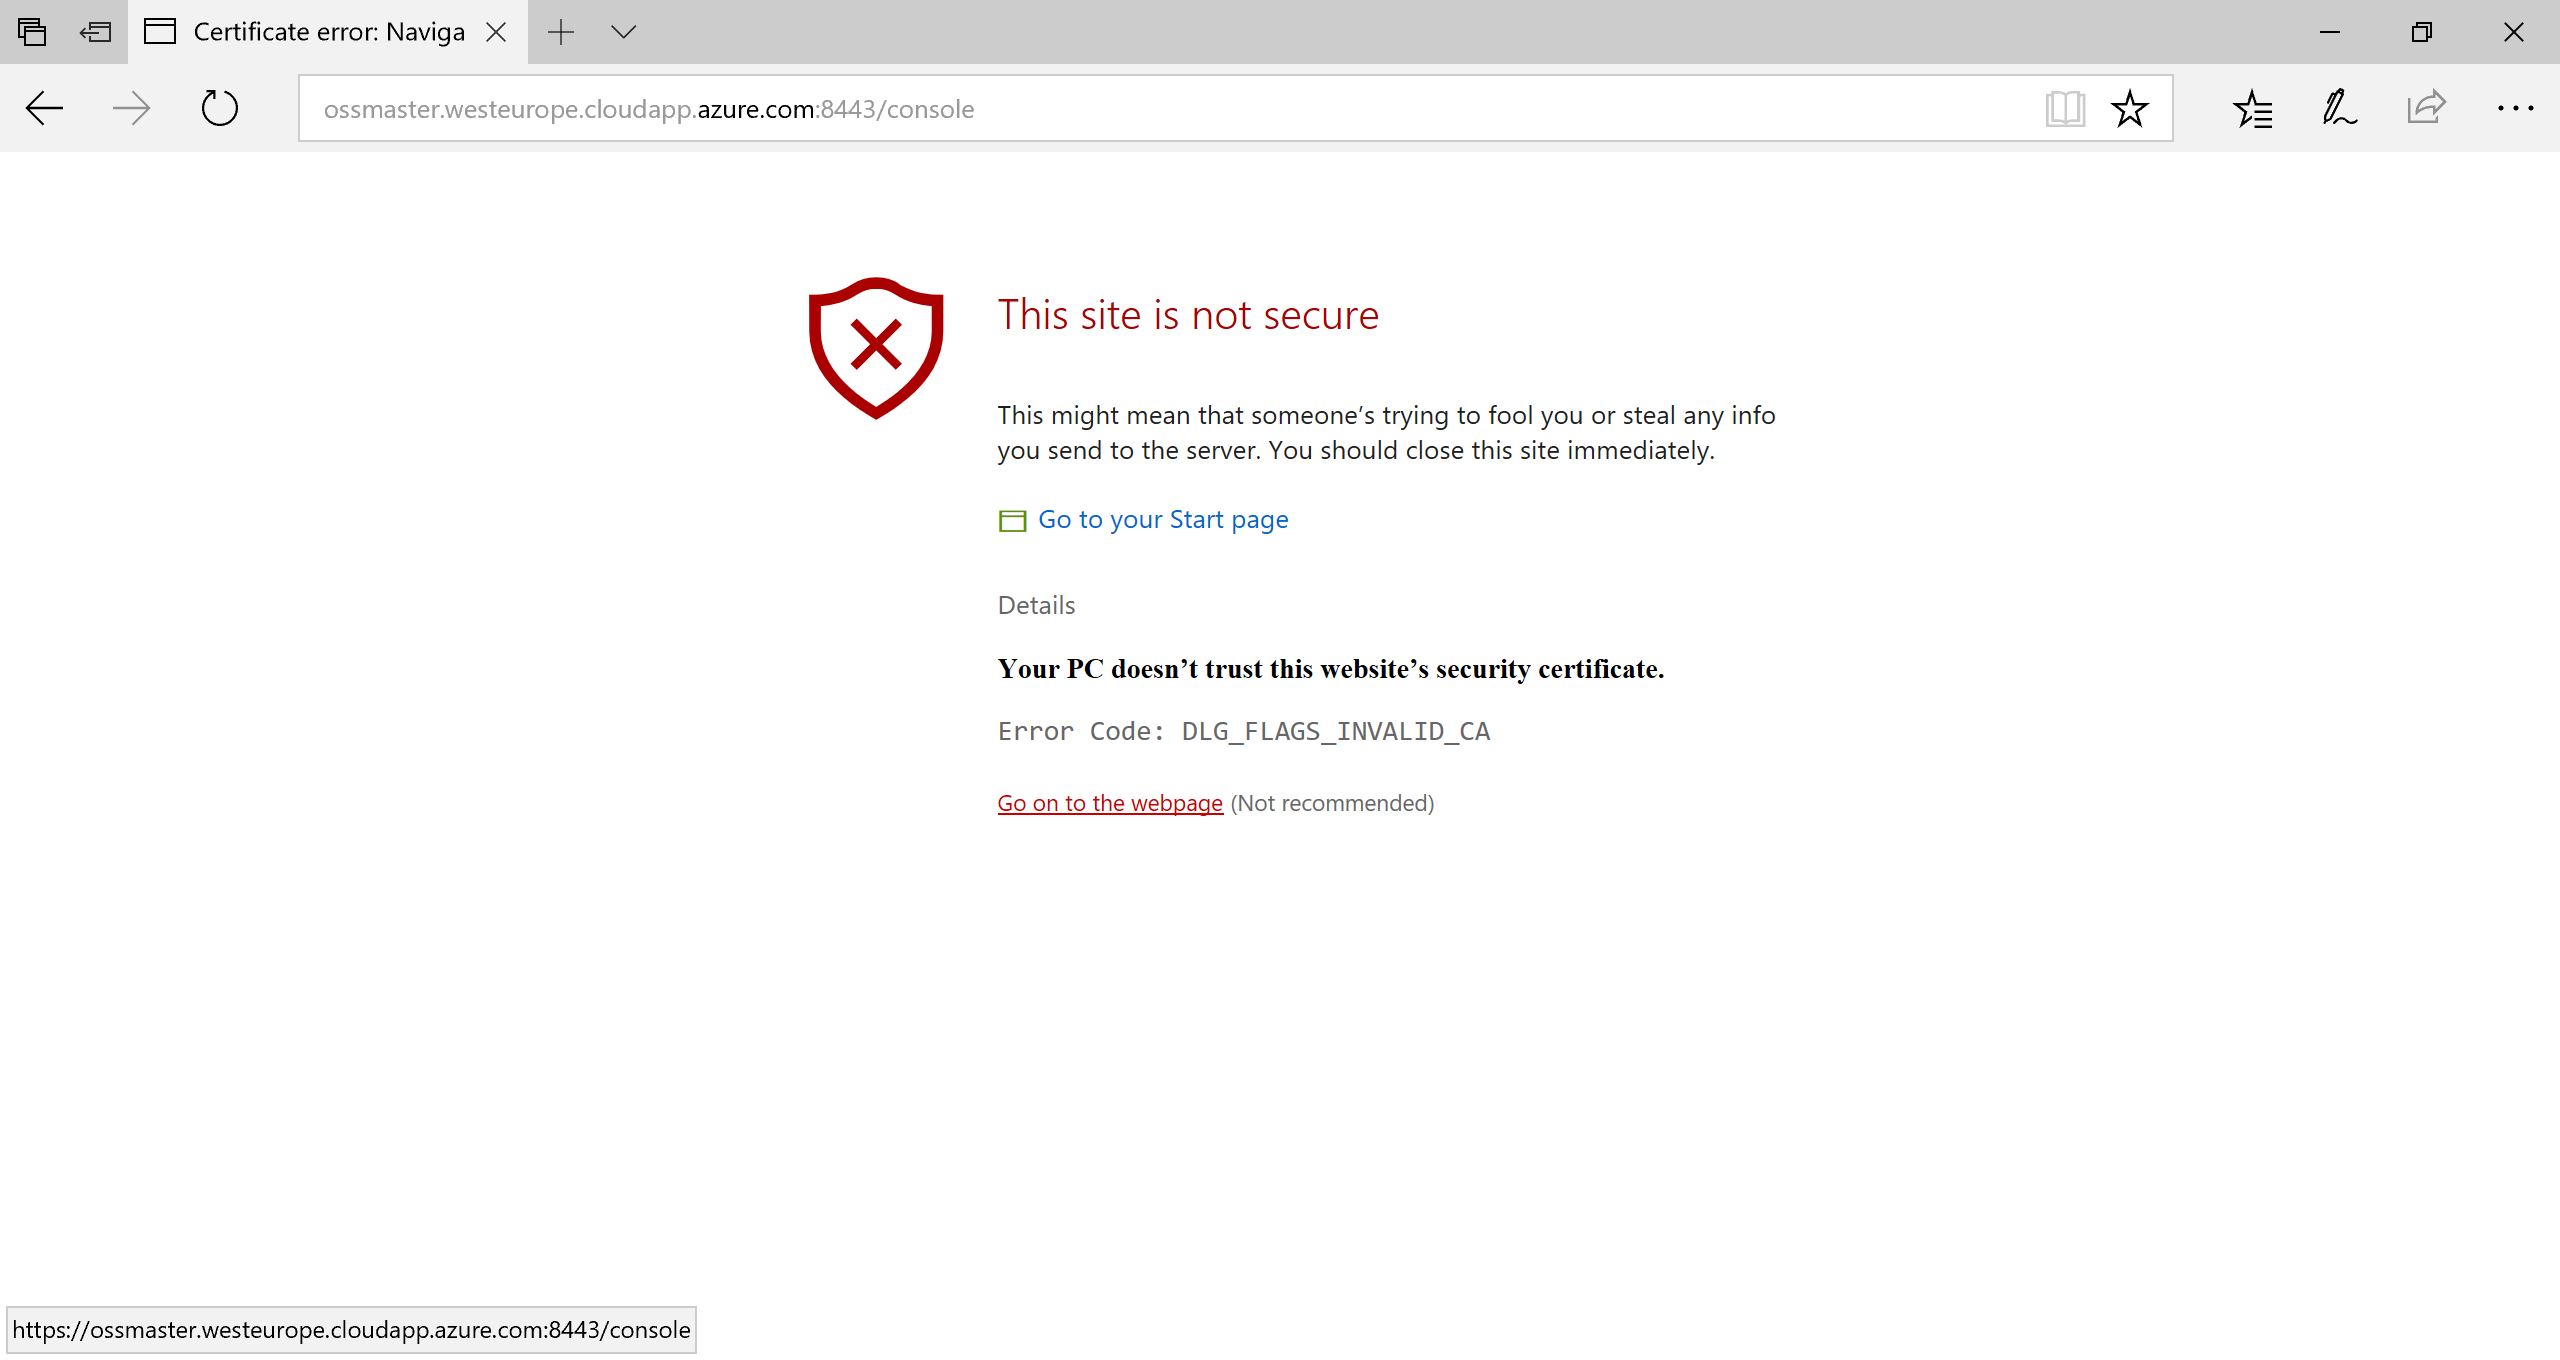 Certificate error: Naviga
ossmaster.westeurope.cloudapp.azure.com:8443/console
This site is not secure
This might mean that someone’s trying to fool you or steal any info
you send to the server. You should close this site immediately.
Go to your Start page
Details
Your PC doesn’t trust this website’s security certificate.
Error Code: DLG_FLAGS_INVALID_CA
Go on to the webpage (Not recommended)
https://ossmaster.westeurope.cloudapp.azure.com:8443/console